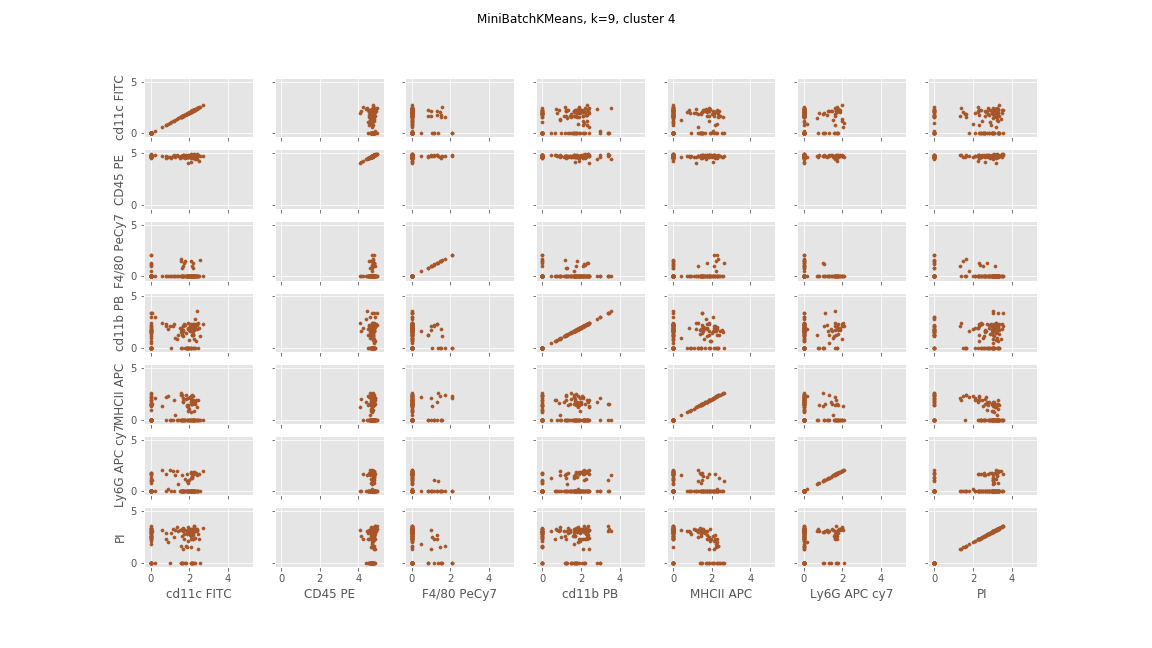 MiniBatchKMeans, k=9, cluster 4
5
0
cd11c FITC
5
0
CD45 PE
5
0
F4/80 PeCy7
5
0
cd11b PB
5
0
MHCII APC
5
0
Ly6G APC cy7
5
0
PI
0 2 4 0 2 4 0 2 4 0 2 4 0 2 4 0 2 4 0 2 4
cd11c FITC CD45 PE F4/80 PeCy7 cd11b PB MHCII APC Ly6G APC cy7 PI